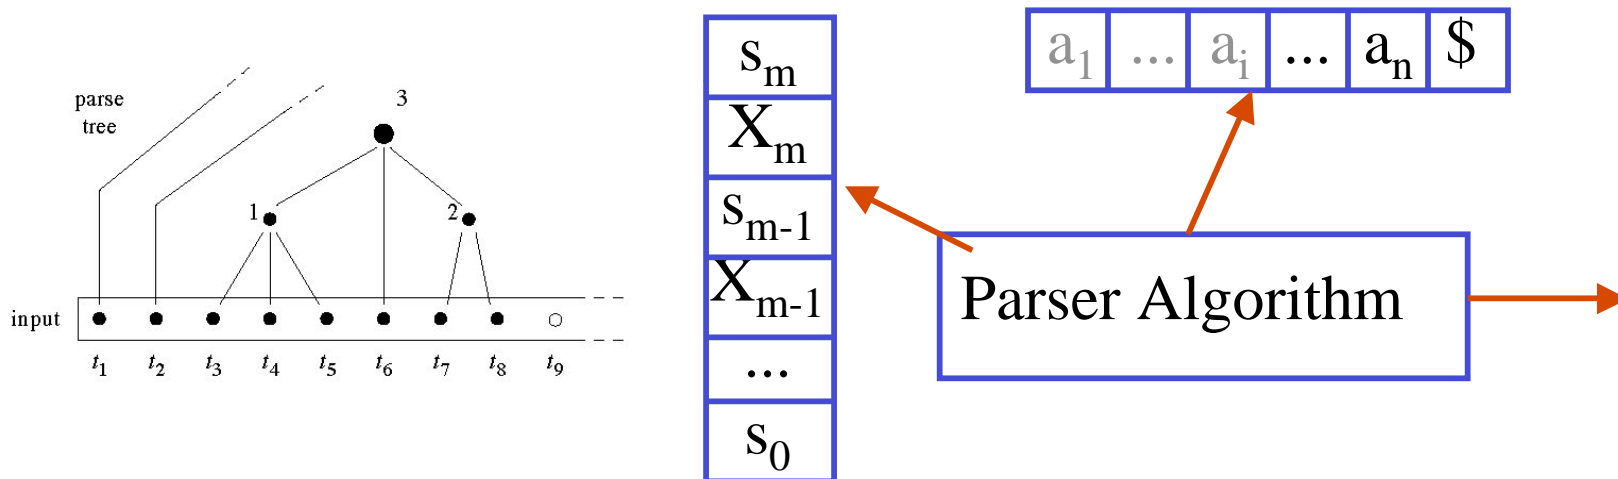 parse
tree
3
1
2
input
t1 t2 t3 t4 t5 t6 t7 t8 t9
sm
Xm
sm-1
Xm-1
...
s0
a1 ... ai ... an $
Parser Algorithm